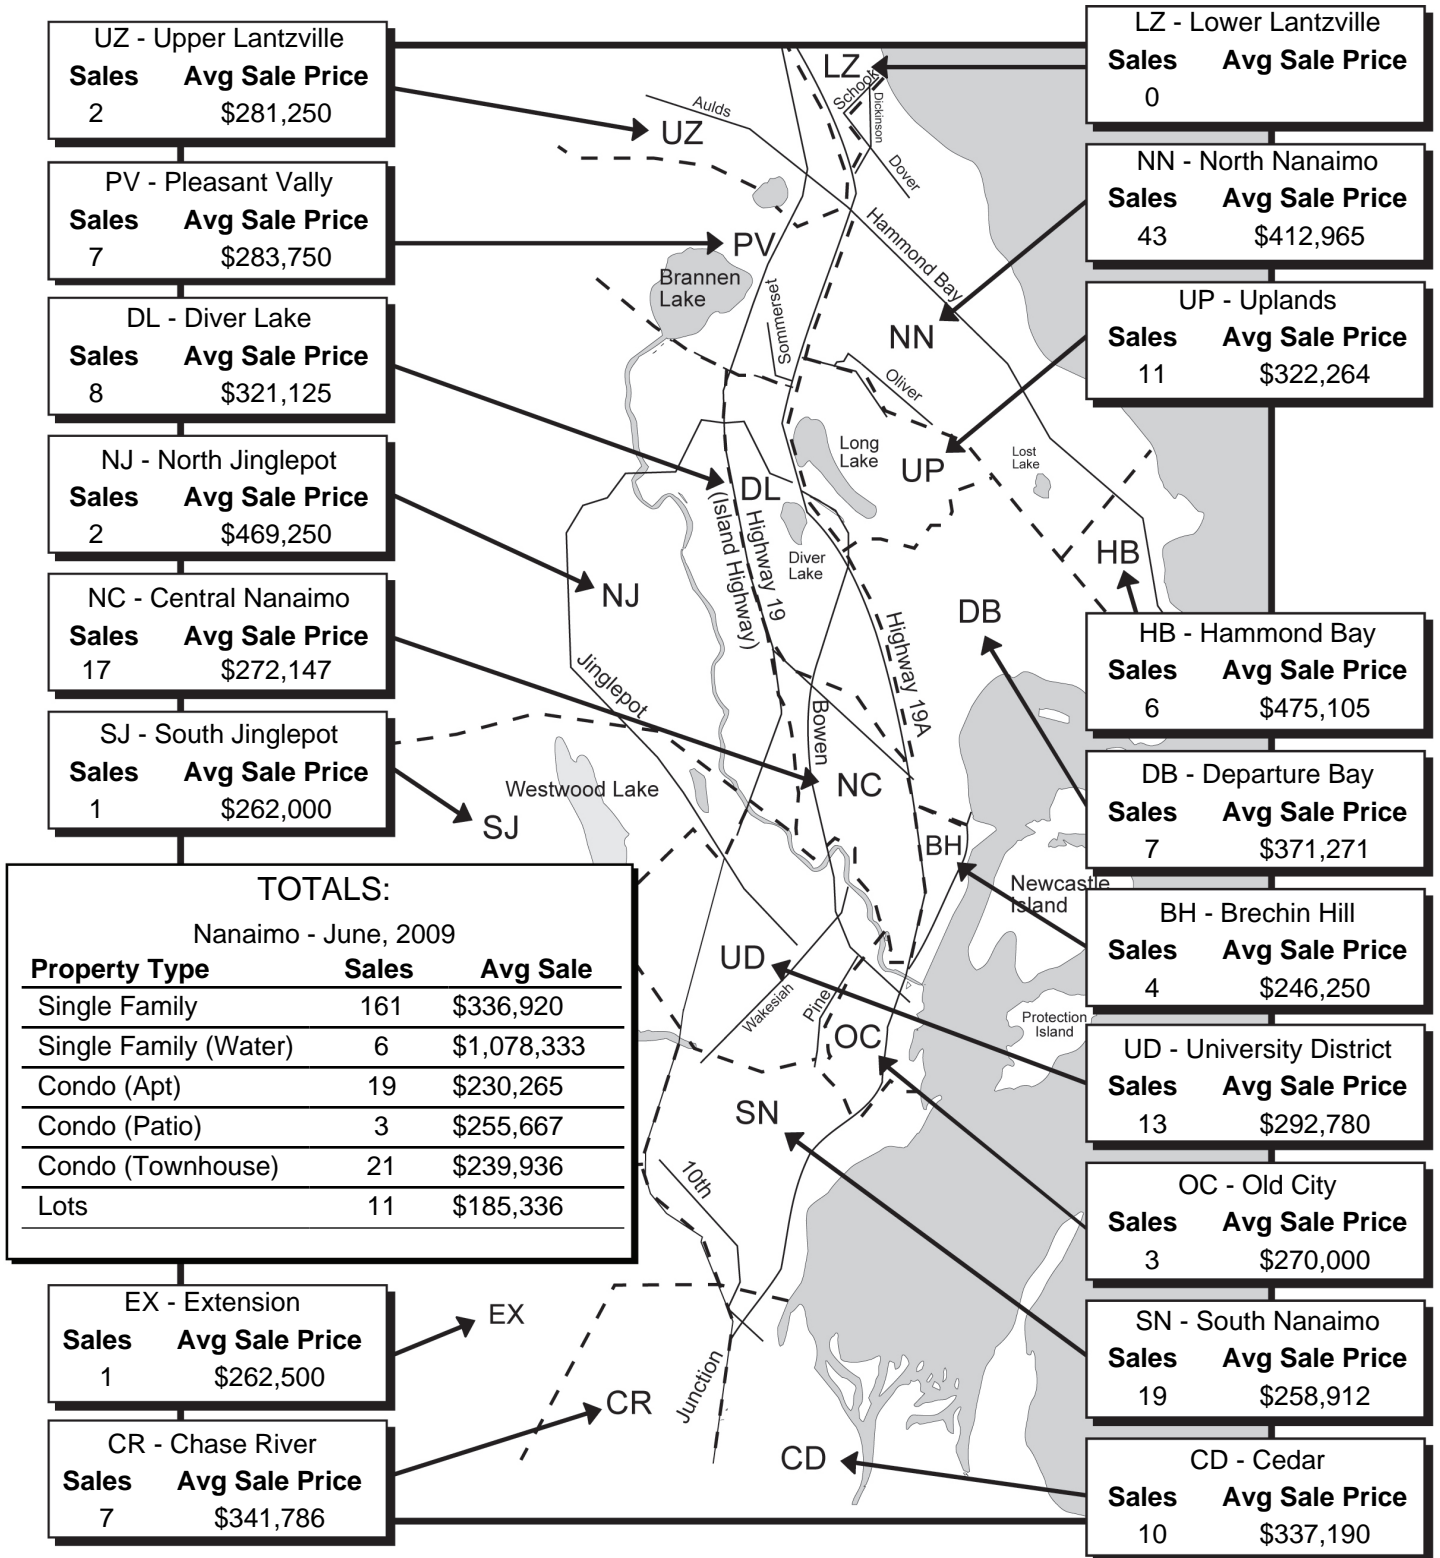 UZ - Upper Lantzville
Sales Avg Sale Price
2 $281,250
PV - Pleasant Vally
Sales Avg Sale Price
7 $283,750
DL - Diver Lake
Sales Avg Sale Price
8 $321,125
NJ - North Jinglepot
Sales Avg Sale Price
2 $469,250
NC - Central Nanaimo
Sales Avg Sale Price
17 $272,147
SJ - South Jinglepot
Sales Avg Sale Price
1 $262,000
TOTALS:
Nanaimo - June, 2009
Property Type Sales Avg Sale
Single Family 161 $336,920
Single Family (Water) 6 $1,078,333
Condo (Apt) 19 $230,265
Condo (Patio) 3 $255,667
Condo (Townhouse) 21 $239,936
Lots 11 $185,336
EX - Extension
Sales Avg Sale Price
1 $262,500
CR - Chase River
Sales Avg Sale Price
7 $341,786
LZ
School
Dickinson
Aulds
UZ
Dover
PV
Hammond Bay
Brannen
Lake
Sommerset
NN
Oliver
Long
Lake
UP
Lost
Lake
DL
Highway 19
(Island Highway)
Diver
Lake
HB
NJ
DB
Jinglepot
Highway 19A
Bowen
Westwood Lake
NC
SJ
BH
Newcastle
Island
UD
Wakesiah
Pine
Protection
Island
OC
SN
10th
EX
Junction
CR
CD
LZ - Lower Lantzville
Sales Avg Sale Price
0
NN - North Nanaimo
Sales Avg Sale Price
43 $412,965
UP - Uplands
Sales Avg Sale Price
11 $322,264
HB - Hammond Bay
Sales Avg Sale Price
6 $475,105
DB - Departure Bay
Sales Avg Sale Price
7 $371,271
BH - Brechin Hill
Sales Avg Sale Price
4 $246,250
UD - University District
Sales Avg Sale Price
13 $292,780
OC - Old City
Sales Avg Sale Price
3 $270,000
SN - South Nanaimo
Sales Avg Sale Price
19 $258,912
CD - Cedar
Sales Avg Sale Price
10 $337,190